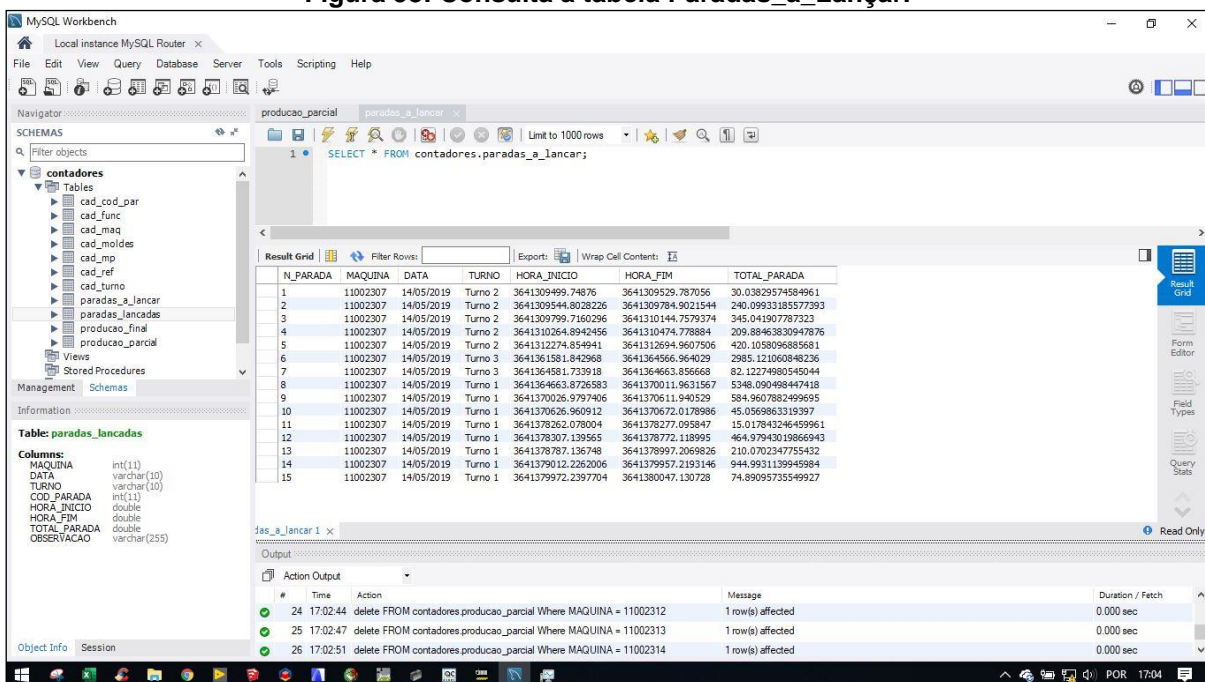 MySQL Workbench
Local instance MySQL Router ×
File Edit View Query Database Server Tools Scripting Help
Navigator
SCHEMAS
Filter objects
contadores
Tables
cad_cod_par
cad_func
cad_maq
cad_moldes
cad_mp
cad_ref
cad_turno
paradas_a_lancar
paradas_lancadas
producao_final
producao_parcial
Views
Stored Procedures
Management Schemas
Information
Table: paradas_lancadas
Columns:
MAQUINA int(11)
DATA varchar(10)
TURNO varchar(10)
COD_PARADA int(11)
HORA_INICIO double
HORA_FIM double
TOTAL_PARADA double
OBSERVACAO varchar(255)
Object Info Session
producao_parcial paradas_a_lancar ×
Limit to 1000 rows
1 SELECT * FROM contadores.paradas_a_lancar;
Result Grid Filter Rows: Export: Wrap Cell Content:
N_PARADA MAQUINA DATA TURNO HORA_INICIO HORA_FIM TOTAL_PARADA
1 11002307 14/05/2019 Turno 2 3641309499.74876 3641309529.787056 30.03829574584961
2 11002307 14/05/2019 Turno 2 3641309544.8028226 3641309784.9021544 240.09933185577393
3 11002307 14/05/2019 Turno 2 3641309799.7160296 3641310144.7579374 345.041907787323
4 11002307 14/05/2019 Turno 2 3641310264.8942456 3641310474.778884 209.88463830947876
5 11002307 14/05/2019 Turno 2 3641312274.854941 3641312694.9607506 420.1058096885681
6 11002307 14/05/2019 Turno 3 3641361581.842968 3641364566.964029 2985.121060848236
7 11002307 14/05/2019 Turno 3 3641364581.733918 3641364663.856668 82.12274980545044
8 11002307 14/05/2019 Turno 1 3641364663.8726583 3641370011.9631567 5348.090498447418
9 11002307 14/05/2019 Turno 1 3641370026.9797406 3641370611.940529 584.9607882499695
10 11002307 14/05/2019 Turno 1 3641370626.960912 3641370672.0178986 45.0569863319397
11 11002307 14/05/2019 Turno 1 3641378262.078004 3641378277.095847 15.017843246459961
12 11002307 14/05/2019 Turno 1 3641378307.139565 3641378772.118995 464.97943019866943
13 11002307 14/05/2019 Turno 1 3641378787.136748 3641378997.2069826 210.0702347755432
14 11002307 14/05/2019 Turno 1 3641379012.2262006 3641379957.2193146 944.9931139945984
15 11002307 14/05/2019 Turno 1 3641379972.2397704 3641380047.130728 74.89095735549927
Result Grid
Form Editor
Field Types
Query Stats
das_a_lancar 1 ×
Read Only
Output
Action Output
# Time Action Message Duration / Fetch
24 17:02:44 delete FROM contadores.producao_parcial Where MAQUINA = 11002312 1 row(s) affected 0.000 sec
25 17:02:47 delete FROM contadores.producao_parcial Where MAQUINA = 11002313 1 row(s) affected 0.000 sec
26 17:02:51 delete FROM contadores.producao_parcial Where MAQUINA = 11002314 1 row(s) affected 0.000 sec
POR 17:04